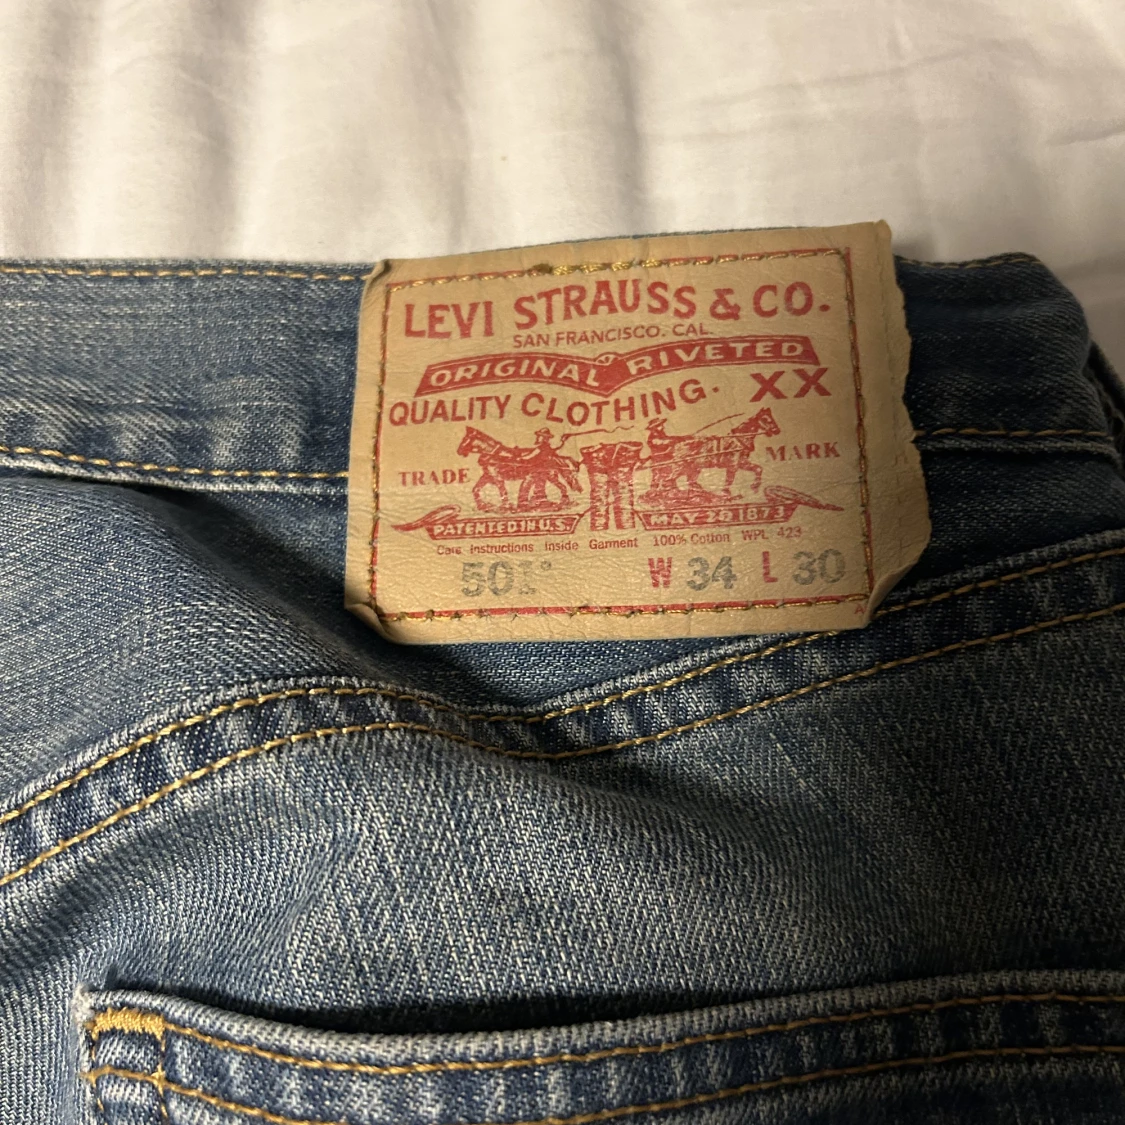 LEVI STRAUSS & CO.
SAN FRANCISCO. CAL.
ORIGINAL RIVETED
QUALITY CLOTHING. XX
TRADE MARK
PATENTED IN U.S. MAY 20 1873
Care Instructions Inside Garment 100% Cotton WPL 423
501® W 34 L 30